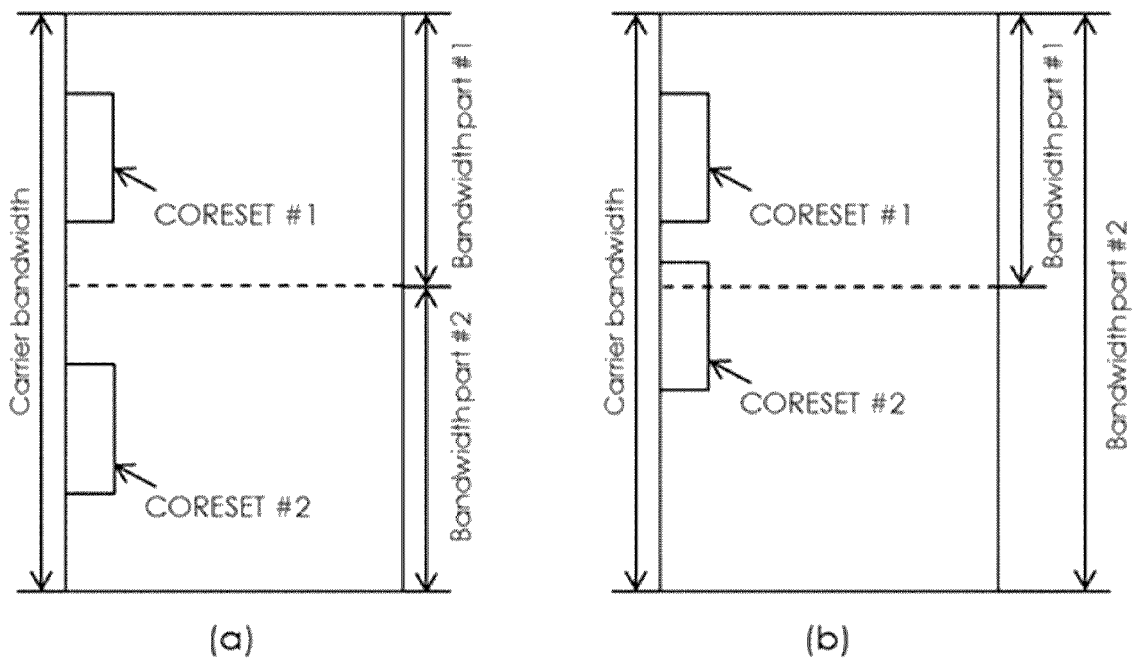 Carrier bandwidth
CORESET #1
CORESET #2
Bandwidth part #1
Bandwidth part #2
(a)
Carrier bandwidth
CORESET #1
CORESET #2
Bandwidth part #1
Bandwidth part #2
(b)